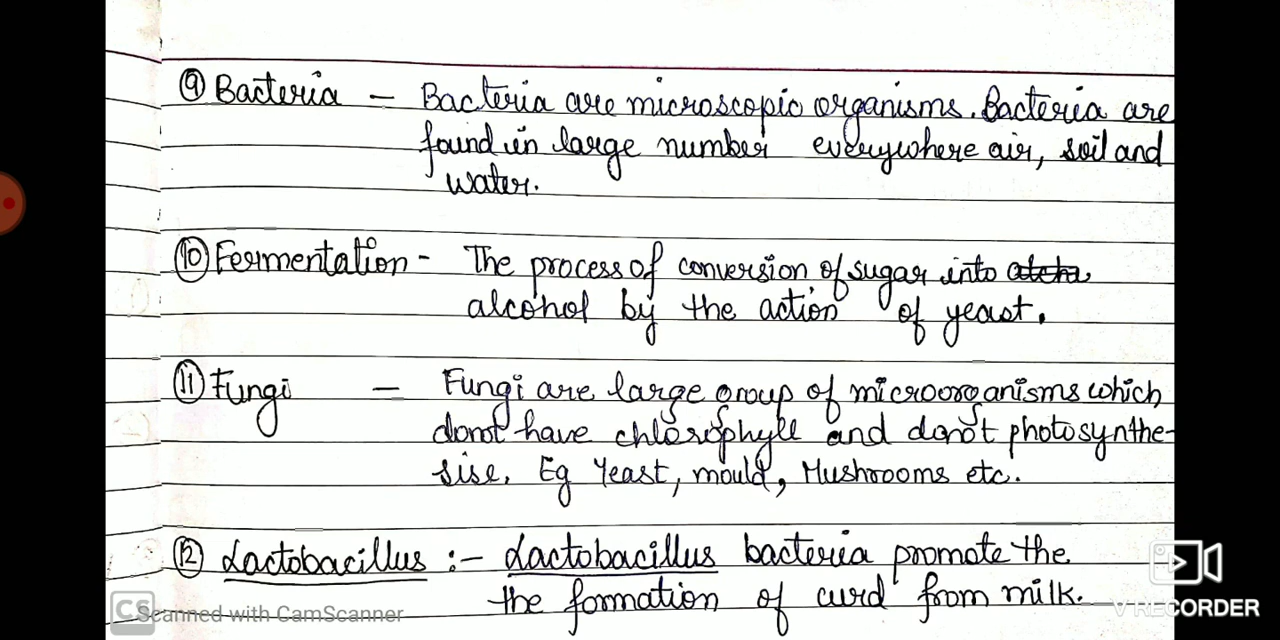 ⑨ Bacteria – Bacteria are microscopic organisms. Bacteria are
found in large number everywhere air, soil and
water.
⑩ Fermentation - The process of conversion of sugar into
alcohol by the action of yeast.
⑪ Fungi – Fungi are large group of microorganisms which
donot have chlorophyll and donot photosynthe-
sise. Eg Yeast, mould, Mushrooms etc.
⑫ Lactobacillus :- Lactobacillus bacteria promote the
the formation of curd from milk.
CS Scanned with CamScanner
V RECORDER